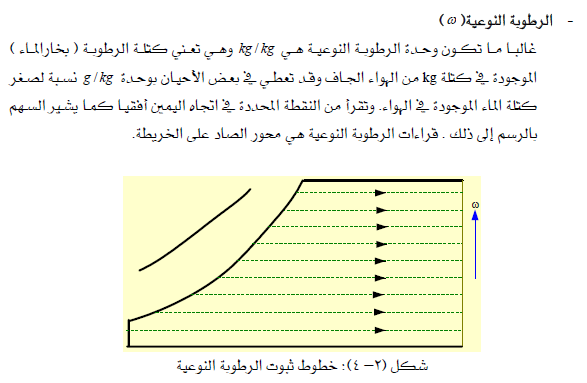 - الرطوبة النوعية(ω)
غالبا ما تكون وحدة الرطوبة النوعية هي kg/kg وهي تعني كتلة الرطوبة ( بخارالماء )
الموجودة في كتلة kg من الهواء الجاف وقد تعطي في بعض الأحيان بوحدة g/kg نسبة لصغر
كتلة الماء الموجودة في الهواء. وتقرأ من النقطة المحددة في اتجاه اليمين أفقيا كما يشير السهم
بالرسم إلى ذلك . قراءات الرطوبة النوعية هي محور الصاد على الخريطة.
ω
شكل (٢- ٤): خطوط ثبوت الرطوبة النوعية